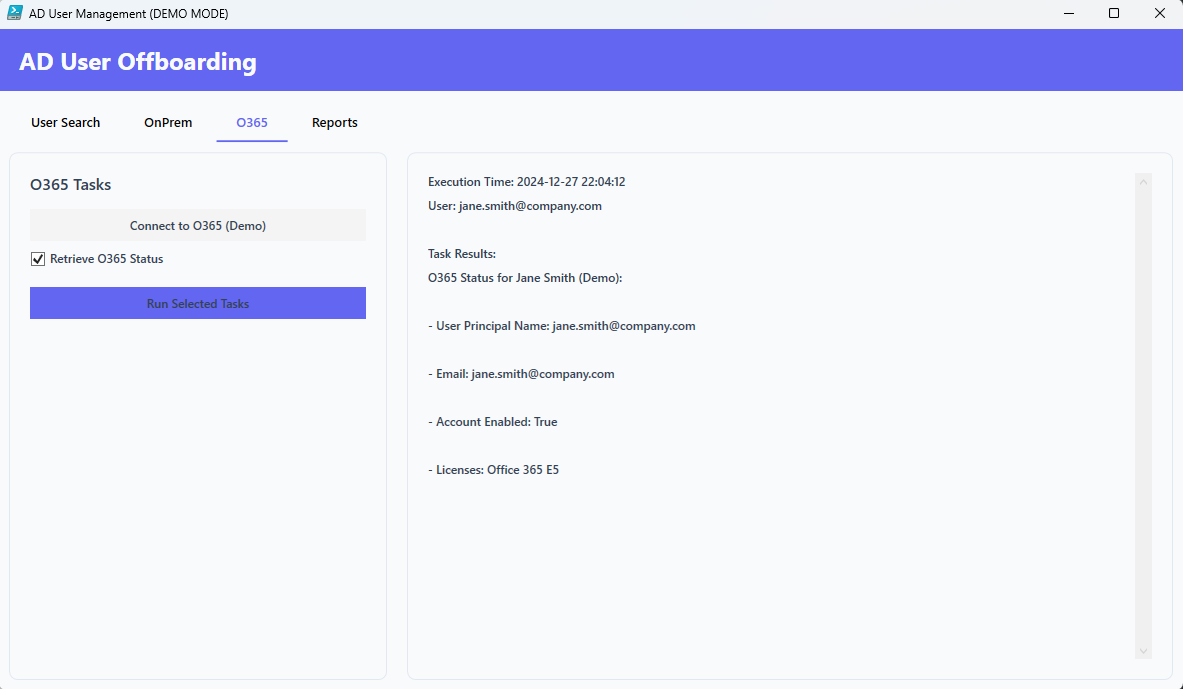 AD User Management (DEMO MODE)
AD User Offboarding
User Search
OnPrem
O365
Reports
O365 Tasks
Connect to O365 (Demo)
Retrieve O365 Status
Run Selected Tasks
Execution Time: 2024-12-27 22:04:12
User: jane.smith@company.com
Task Results:
O365 Status for Jane Smith (Demo):
- User Principal Name: jane.smith@company.com
- Email: jane.smith@company.com
- Account Enabled: True
- Licenses: Office 365 E5